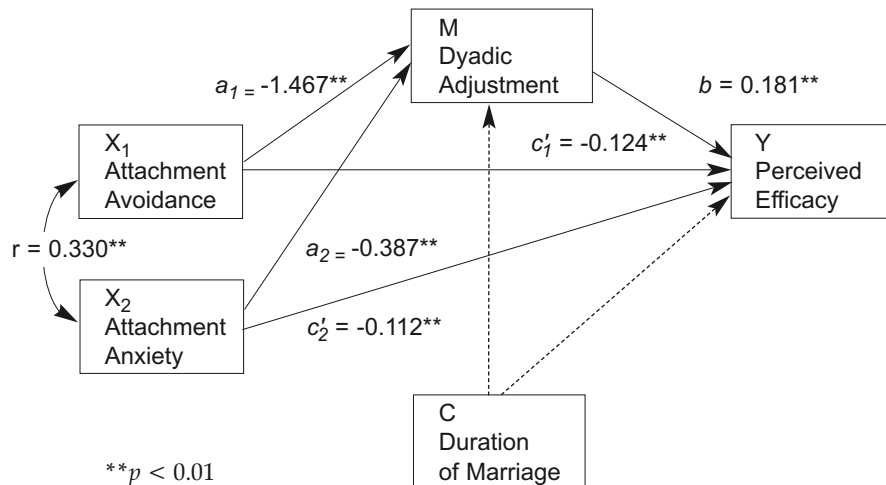 M
Dyadic
Adjustment
a1 = -1.467**
b = 0.181**
X1
Attachment
Avoidance
c′1 = -0.124**
Y
Perceived
Efficacy
r = 0.330**
a2 = -0.387**
X2
Attachment
Anxiety
c′2 = -0.112**
C
Duration
of Marriage
**p < 0.01